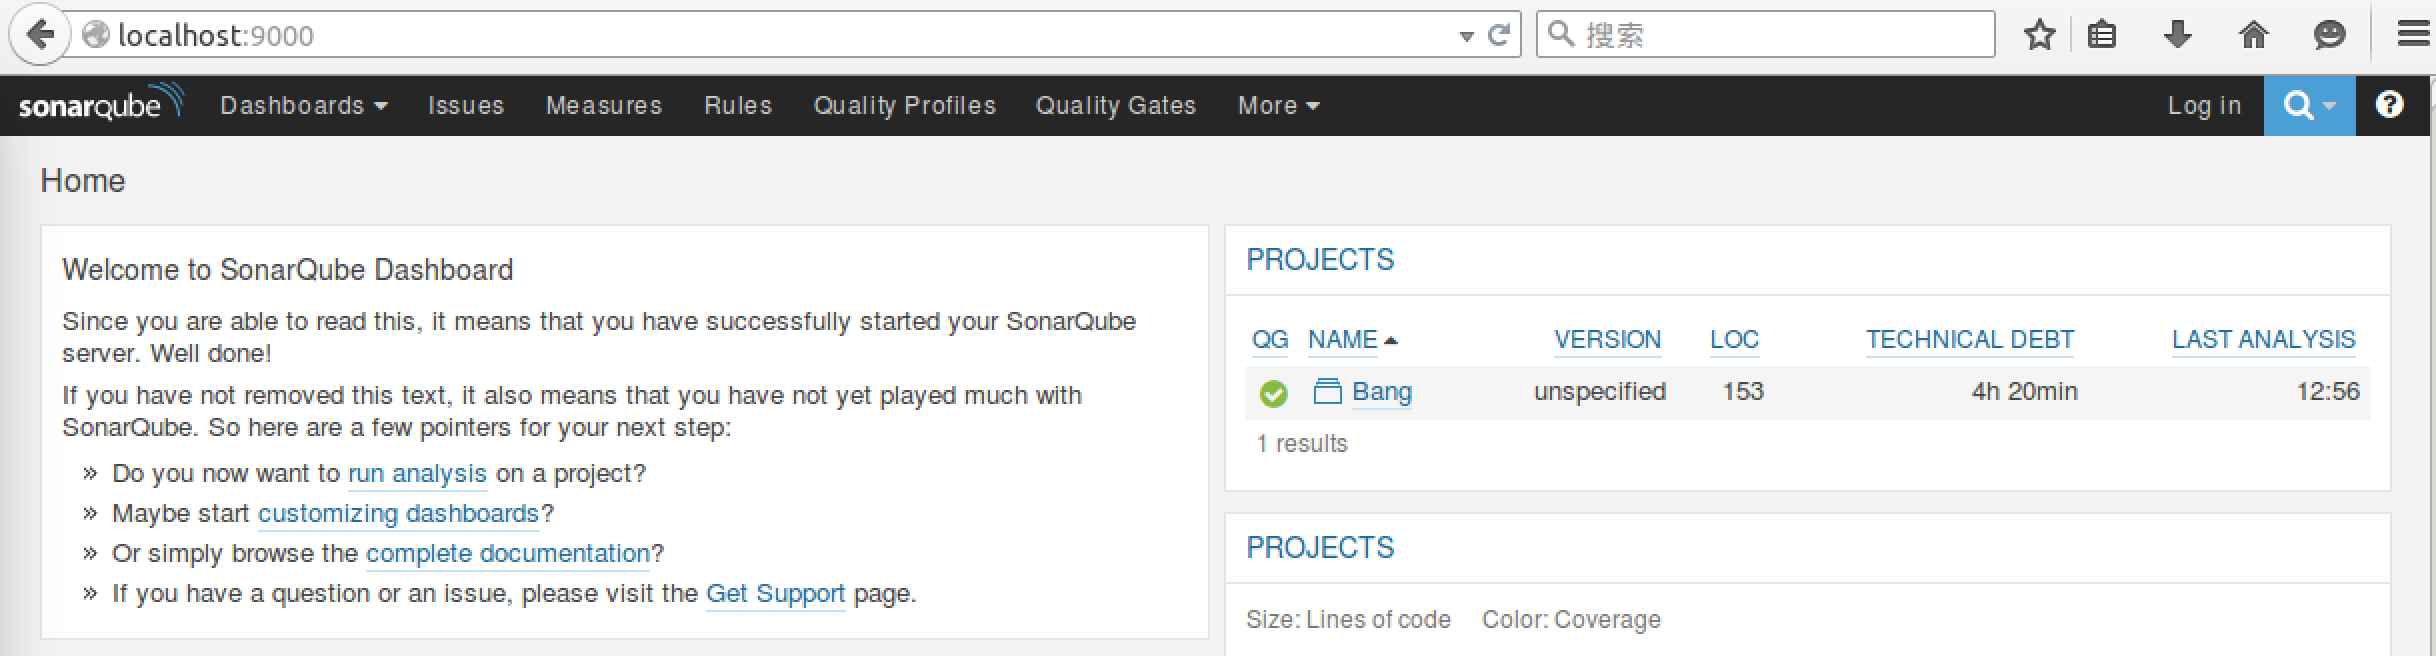 localhost:9000
搜索
sonarqube Dashboards Issues Measures Rules Quality Profiles Quality Gates More Log in ?
Home
Welcome to SonarQube Dashboard
Since you are able to read this, it means that you have successfully started your SonarQube
server. Well done!
If you have not removed this text, it also means that you have not yet played much with
SonarQube. So here are a few pointers for your next step:
» Do you now want to run analysis on a project?
» Maybe start customizing dashboards?
» Or simply browse the complete documentation?
» If you have a question or an issue, please visit the Get Support page.
PROJECTS
QG NAME VERSION LOC TECHNICAL DEBT LAST ANALYSIS
Bang unspecified 153 4h 20min 12:56
1 results
PROJECTS
Size: Lines of code Color: Coverage